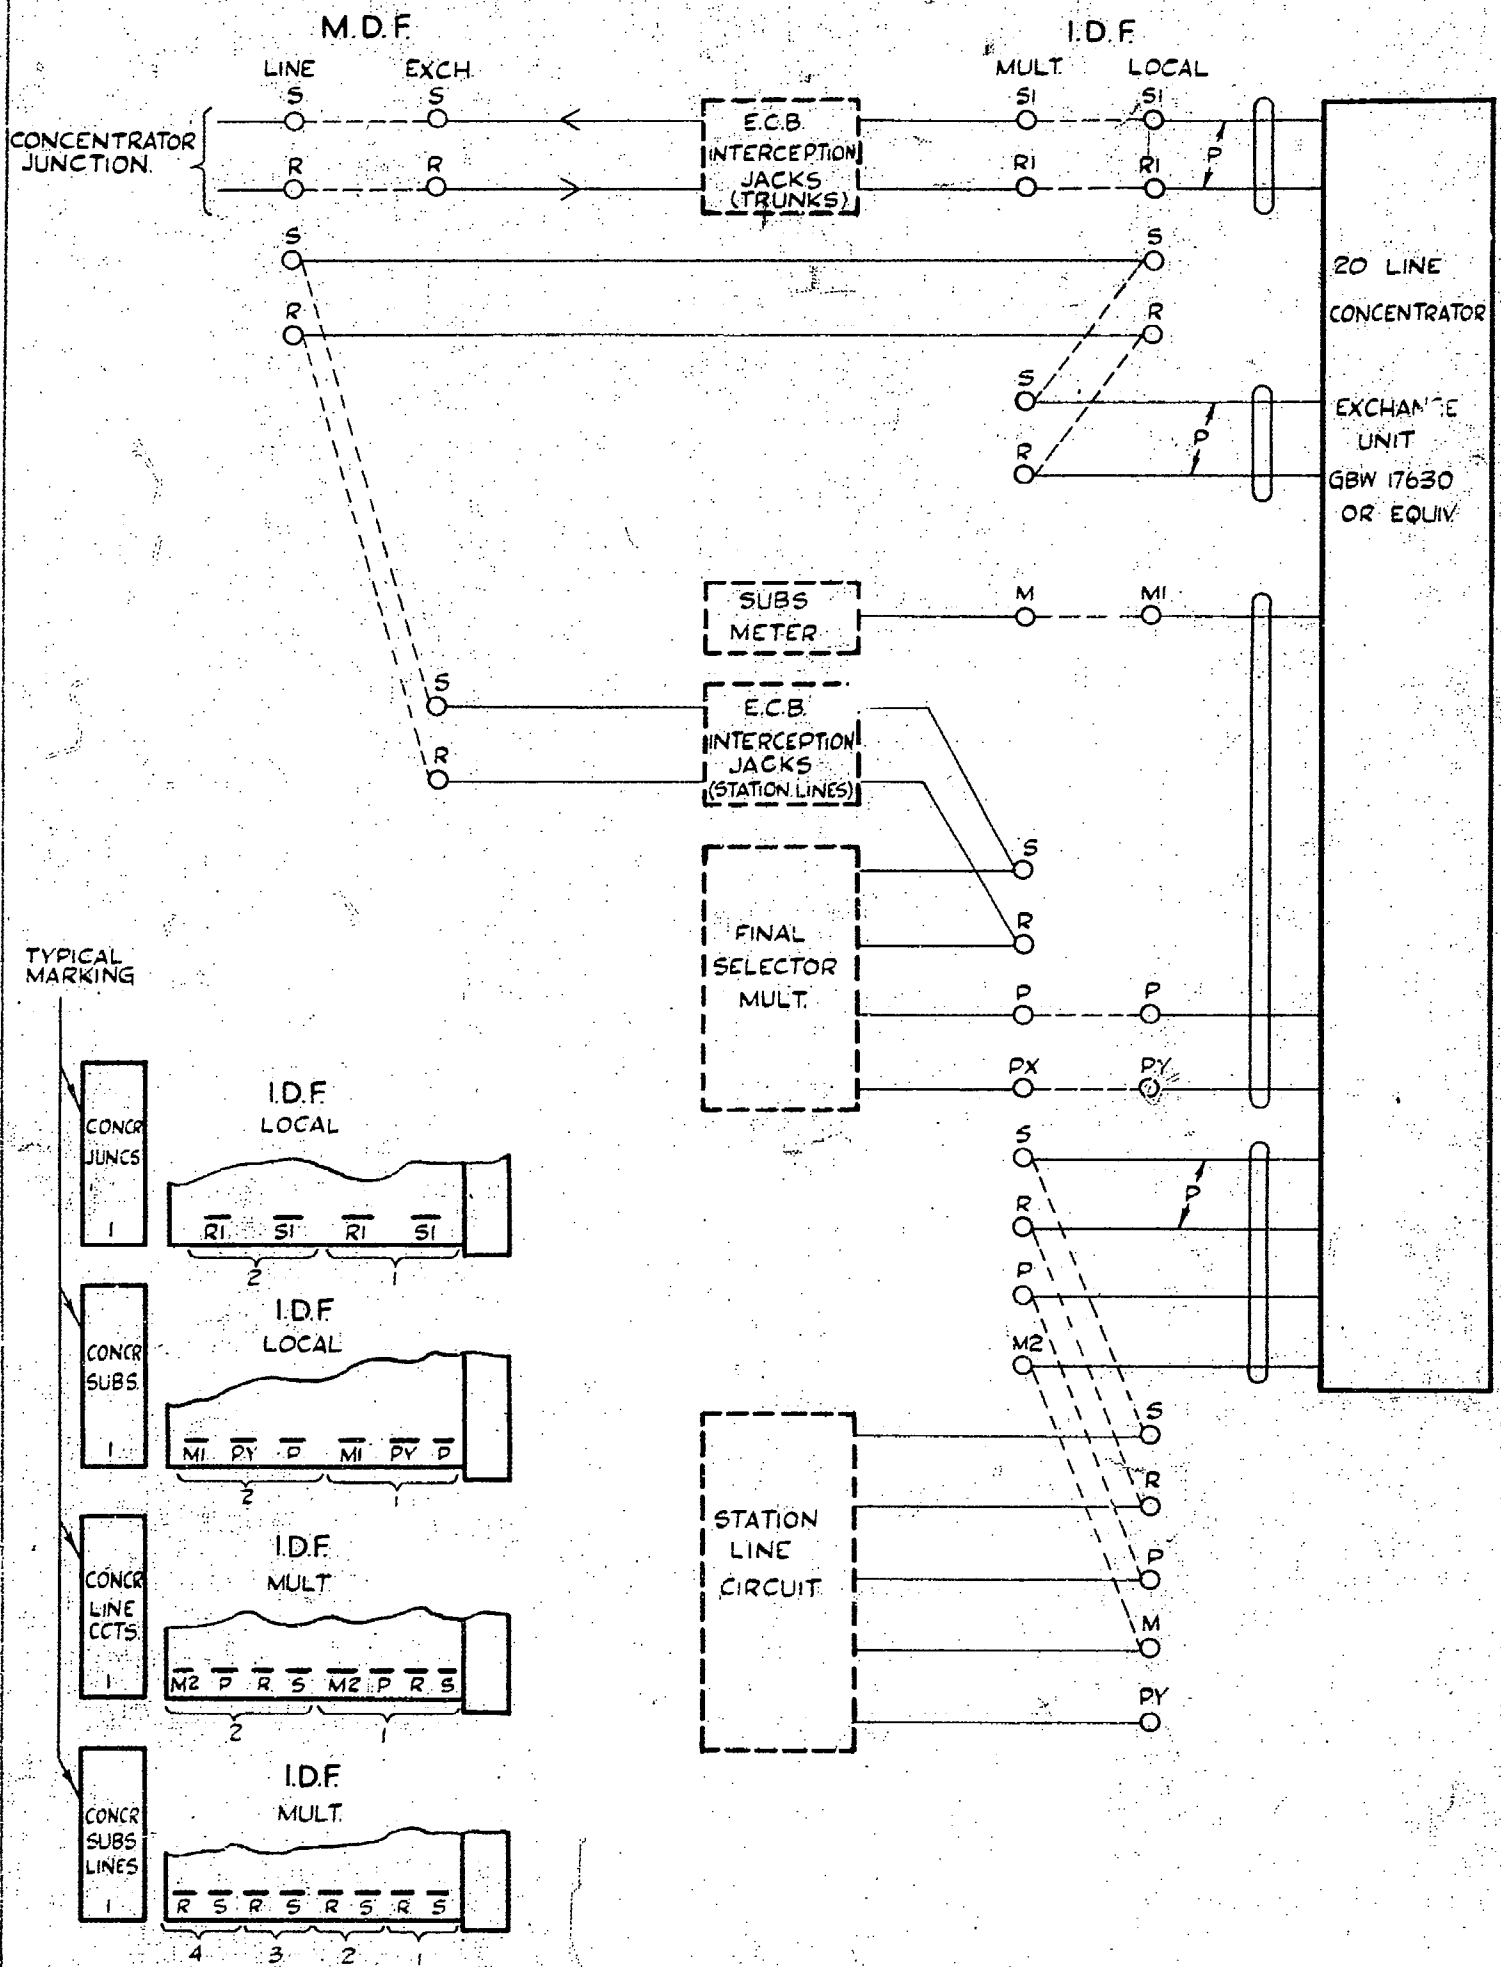 M.D.F.
I.D.F.
LINE
EXCH.
MULT.
LOCAL
S
S
S1
S1
CONCENTRATOR
JUNCTION.
R
R
R1
R1
E.C.B.
INTERCEPTION
JACKS
(TRUNKS)
P
S
S
R
R
20 LINE
CONCENTRATOR
EXCHANGE
UNIT
GBW 17630
OR EQUIV.
S
R
P
SUBS
METER
M
M1
S
R
E.C.B.
INTERCEPTION
JACKS
(STATION LINES)
S
R
FINAL
SELECTOR
MULT.
P
P
PX
PY
S
R
P
M2
P
STATION
LINE
CIRCUIT
S
R
P
M
PY
TYPICAL
MARKING
CONCR
JUNCS
1
I.D.F.
LOCAL
R1 S1 R1 S1
2 1
CONCR
SUBS.
1
I.D.F.
LOCAL
M1 PY P M1 PY P
2 1
CONCR
LINE
CCTS.
1
I.D.F.
MULT
M2 P R S M2 P R S
2 1
CONCR
SUBS
LINES
1
I.D.F.
MULT.
R S R S R S R S
4 3 2 1